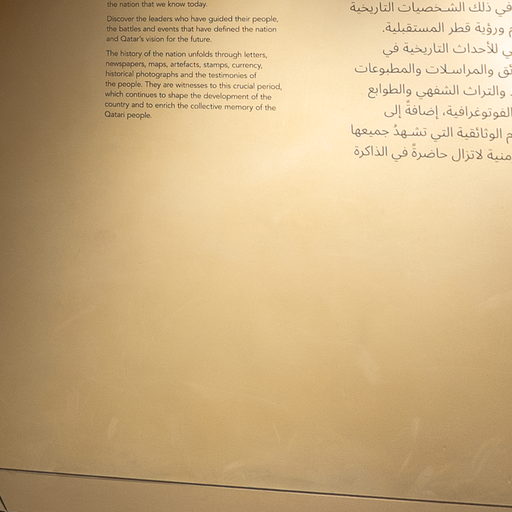 the nation that we know today.
Discover the leaders who have guided their people,
the battles and events that have defined the nation
and Qatar's vision for the future.
The history of the nation unfolds through letters,
newspapers, maps, artefacts, stamps, currency,
historical photographs and the testimonies of
the people. They are witnesses to this crucial period,
which continues to shape the development of the
country and to enrich the collective memory of the
Qatari people.
في ذلك الشخصيات التاريخية
ورؤية قطر المستقبلية.
للأحداث التاريخية في
والمراسلات والمطبوعات
والتراث الشفهي والطوابع
الفوتوغرافية، إضافةً إلى
الوثائقية التي تشهدُ جميعها
لاتزال حاضرةً في الذاكرة